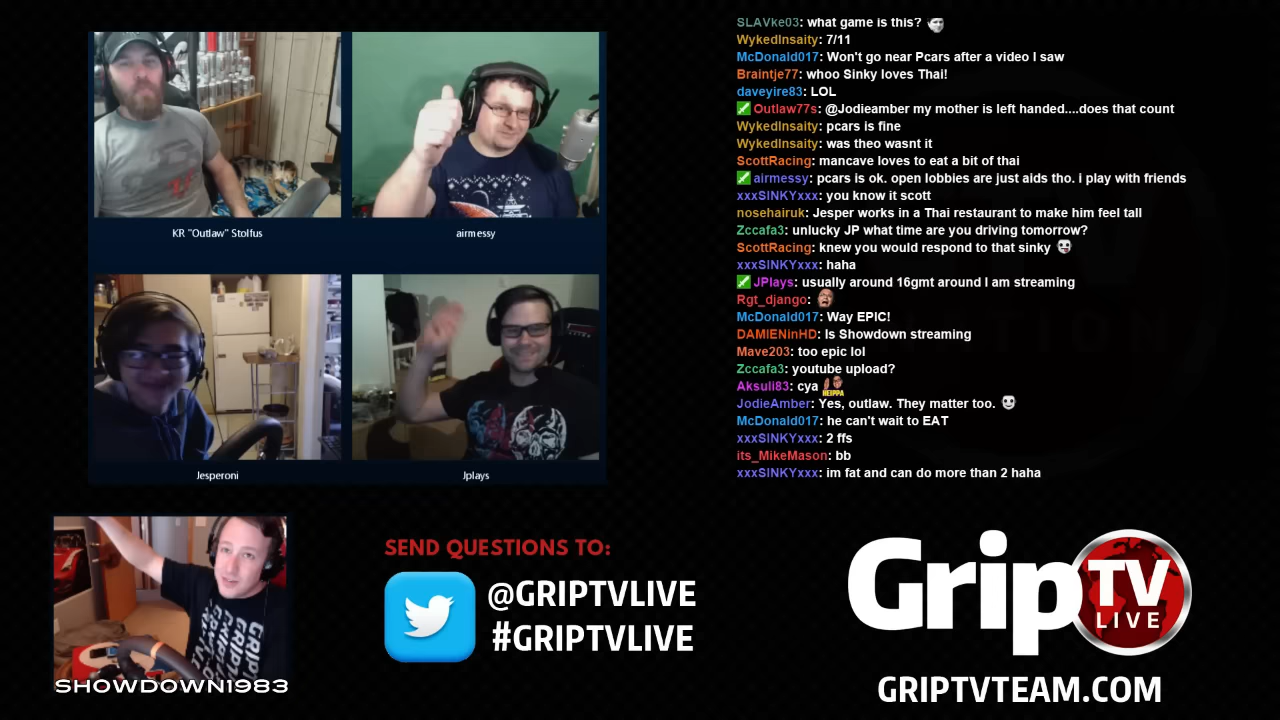 KR "Outlaw" Stolfus
airmessy
Jesperoni
Jplays
SHOWDOWN1983
SLAVke03: what game is this?
WykedInsaity: 7/11
McDonald017: Won't go near Pcars after a video I saw
Braintje77: whoo Sinky loves Thai!
daveyire83: LOL
Outlaw77s: @Jodieamber my mother is left handed....does that count
WykedInsaity: pcars is fine
WykedInsaity: was theo wasnt it
ScottRacing: mancave loves to eat a bit of thai
airmessy: pcars is ok. open lobbies are just aids tho. i play with friends
xxxSINKYxxx: you know it scott
nosehairuk: Jesper works in a Thai restaurant to make him feel tall
Zccafa3: unlucky JP what time are you driving tomorrow?
ScottRacing: knew you would respond to that sinky
xxxSINKYxxx: haha
JPlays: usually around 16gmt around I am streaming
Rgt_django:
McDonald017: Way EPIC!
DAMIENinHD: Is Showdown streaming
Mave203: too epic lol
Zccafa3: youtube upload?
Aksuli83: cya HEIPPA
JodieAmber: Yes, outlaw. They matter too.
McDonald017: he can't wait to EAT
xxxSINKYxxx: 2 ffs
its_MikeMason: bb
xxxSINKYxxx: im fat and can do more than 2 haha
SEND QUESTIONS TO:
@GRIPTVLIVE
#GRIPTVLIVE
GripTV
LIVE
GRIPTVTEAM.COM